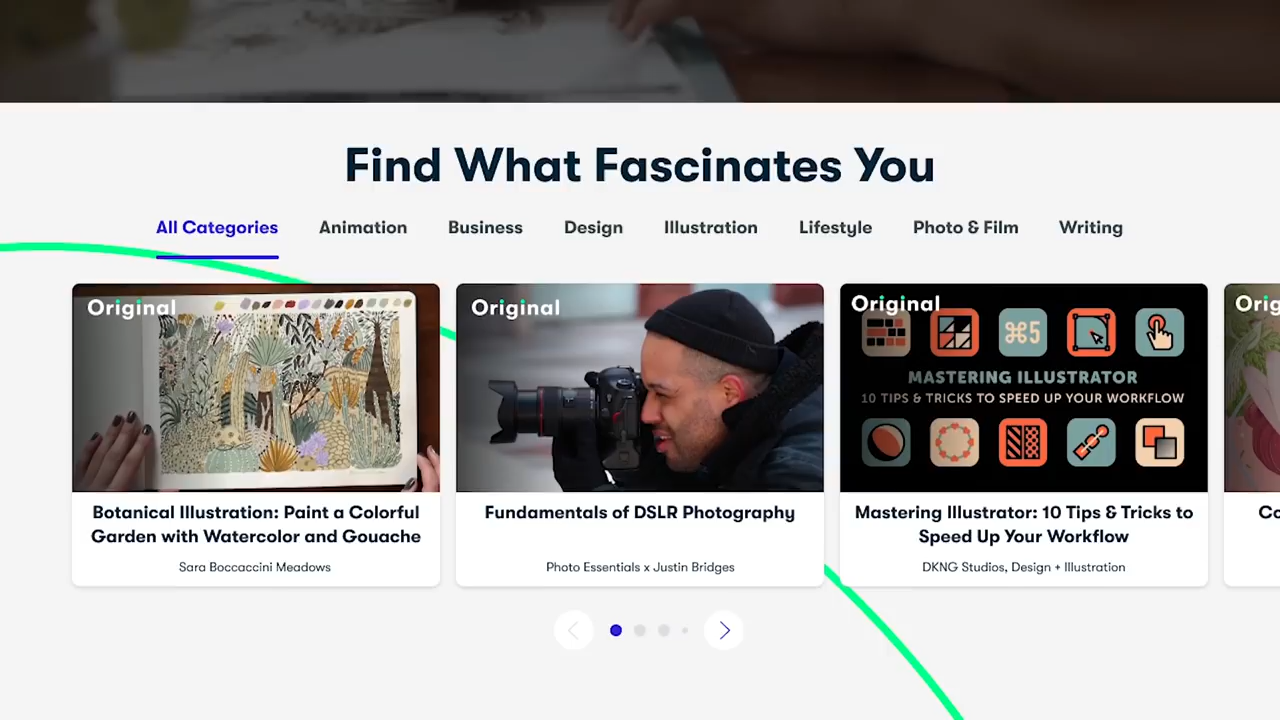 Find What Fascinates You
All Categories
Animation
Business
Design
Illustration
Lifestyle
Photo & Film
Writing
Original
Botanical Illustration: Paint a Colorful
Garden with Watercolor and Gouache
Sara Boccaccini Meadows
Original
Fundamentals of DSLR Photography
Photo Essentials x Justin Bridges
Original
⌘5
MASTERING ILLUSTRATOR
10 TIPS & TRICKS TO SPEED UP YOUR WORKFLOW
Mastering Illustrator: 10 Tips & Tricks to
Speed Up Your Workflow
DKNG Studios, Design + Illustration